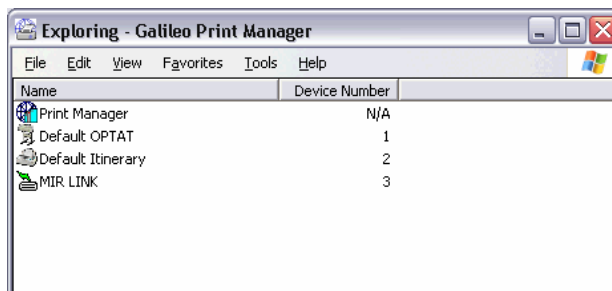 Exploring - Galileo Print Manager
File Edit View Favorites Tools Help
Name Device Number
Print Manager N/A
Default OPTAT 1
Default Itinerary 2
MIR LINK 3